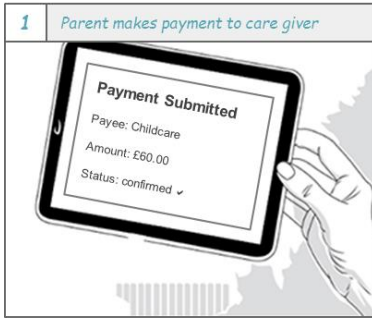 1 Parent makes payment to care giver
Payment Submitted
Payee: Childcare
Amount: £60.00
Status: confirmed ✔